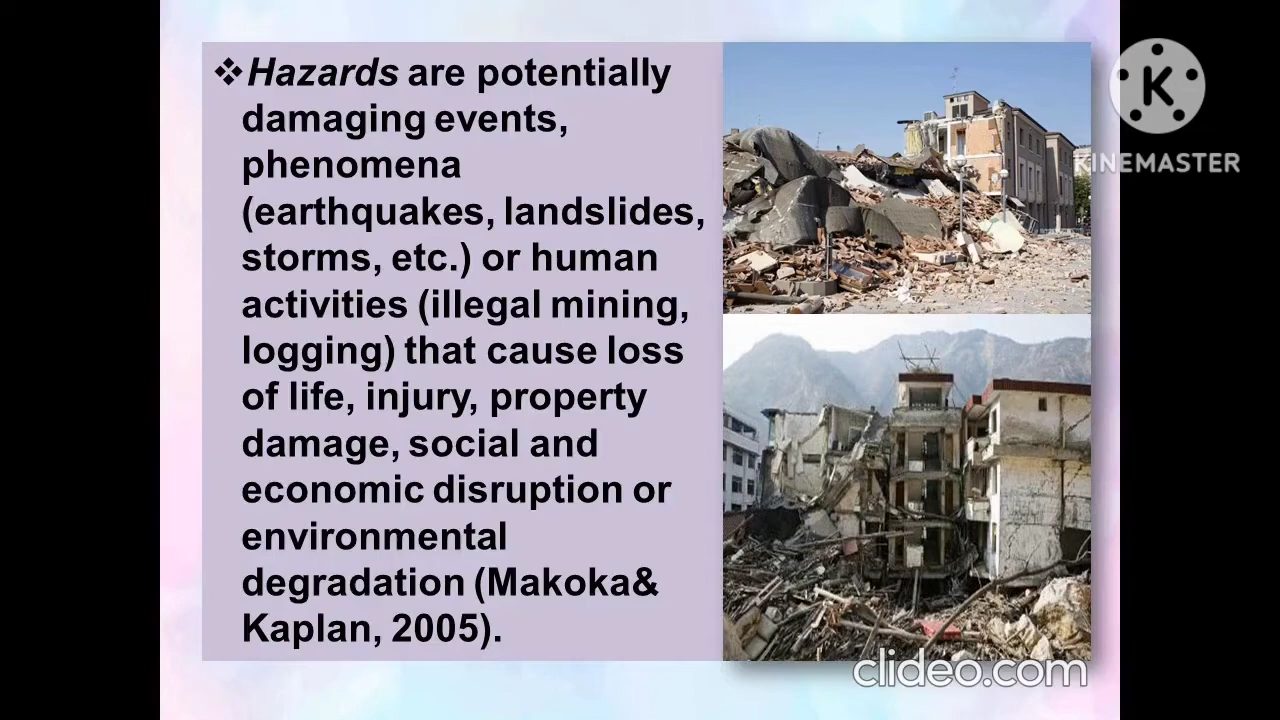 ❖Hazards are potentially
damaging events,
phenomena
(earthquakes, landslides,
storms, etc.) or human
activities (illegal mining,
logging) that cause loss
of life, injury, property
damage, social and
economic disruption or
environmental
degradation (Makoka&
Kaplan, 2005).
K
KINEMASTER
clideo.com